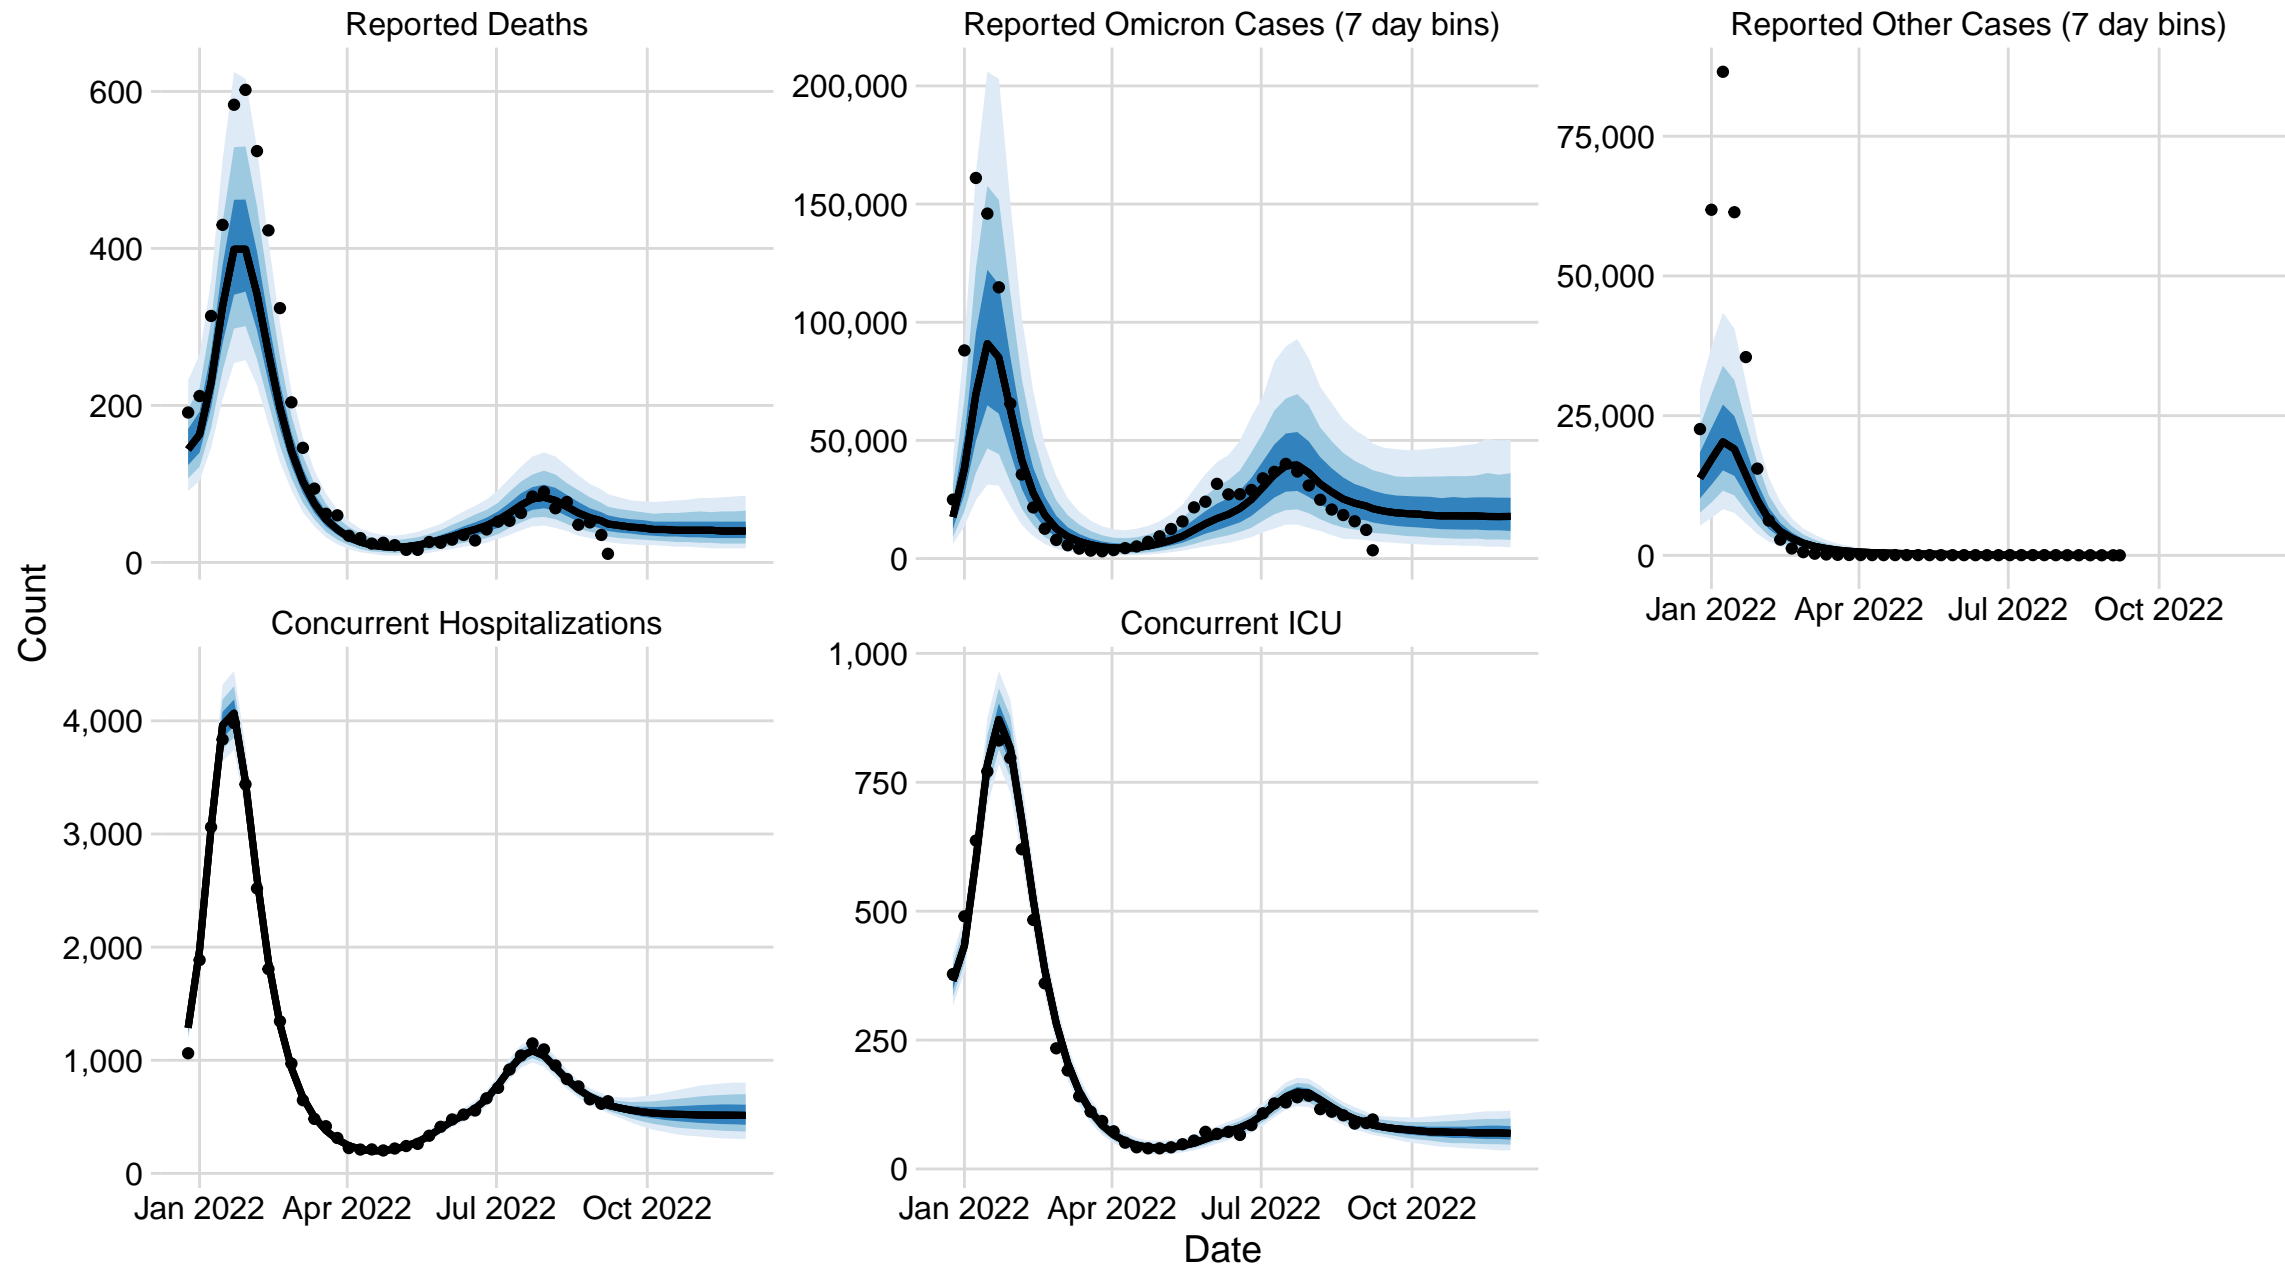 Reported Deaths
Reported Omicron Cases (7 day bins)
Reported Other Cases (7 day bins)
600
400
200
0
200,000
150,000
100,000
50,000
0
75,000
50,000
25,000
0
Jan 2022 Apr 2022 Jul 2022 Oct 2022
Count
Concurrent Hospitalizations
Concurrent ICU
4,000
3,000
2,000
1,000
0
1,000
750
500
250
0
Jan 2022 Apr 2022 Jul 2022 Oct 2022
Jan 2022 Apr 2022 Jul 2022 Oct 2022
Date